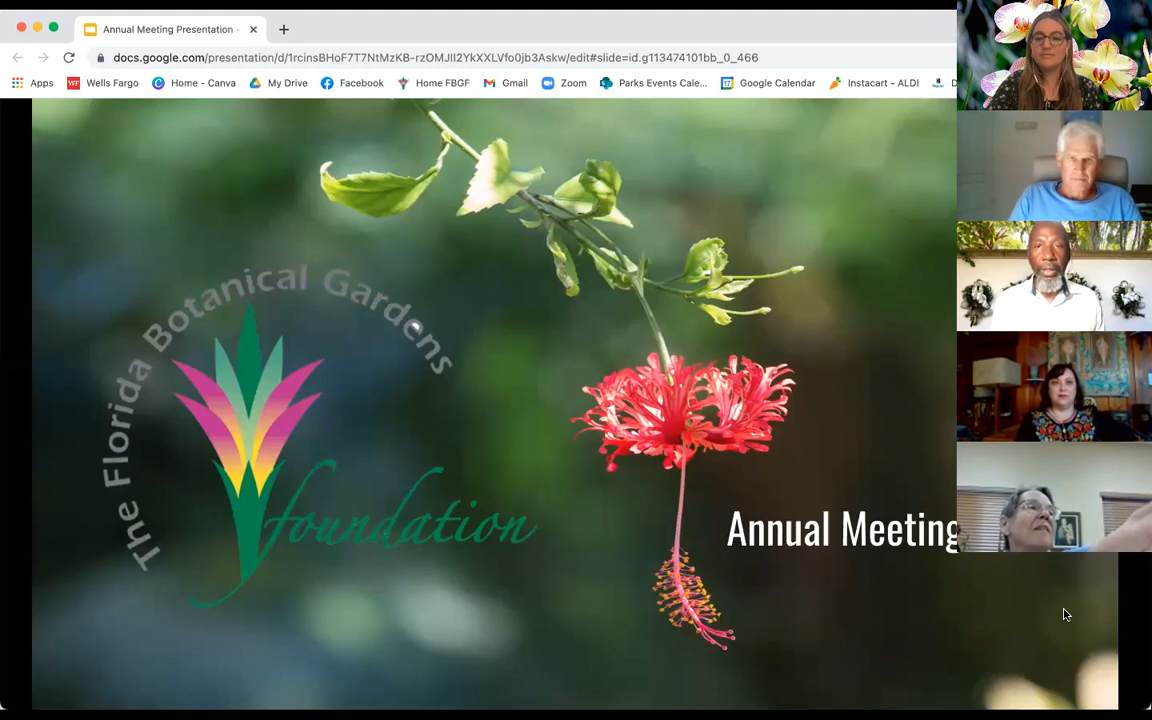 Annual Meeting Presentation -
docs.google.com/presentation/d/1rcinsBHoF7T7NtMzKB-rzOMJII2YkXXLVfo0jb3Askw/edit#slide=id.g113474101bb_0_466
Apps Wells Fargo Home - Canva My Drive Facebook Home FBGF Gmail Zoom Parks Events Cale... Google Calendar Instacart - ALDI D
The Florida Botanical Gardens
foundation
Annual Meeting